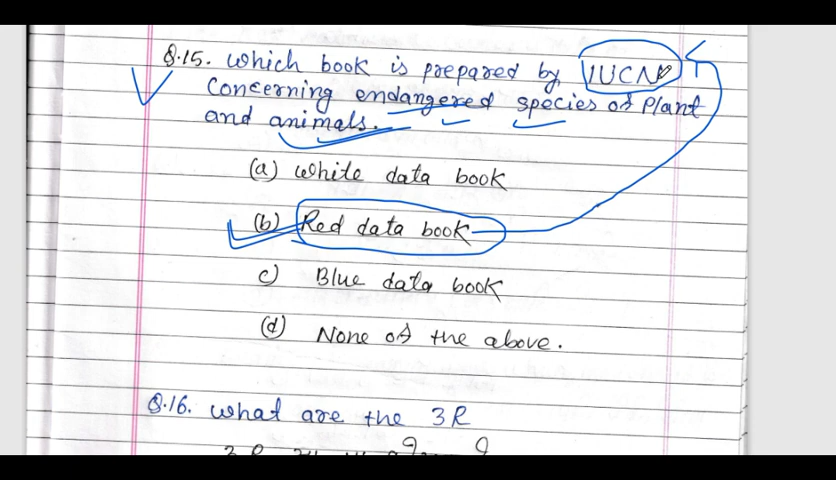 Q.15. which book is prepared by IUCN
Concerning endangered species of Plant
and animals.
(a) white data book
(b) Red data book
c) Blue data book
(d) None of the above.
Q.16. what are the 3R